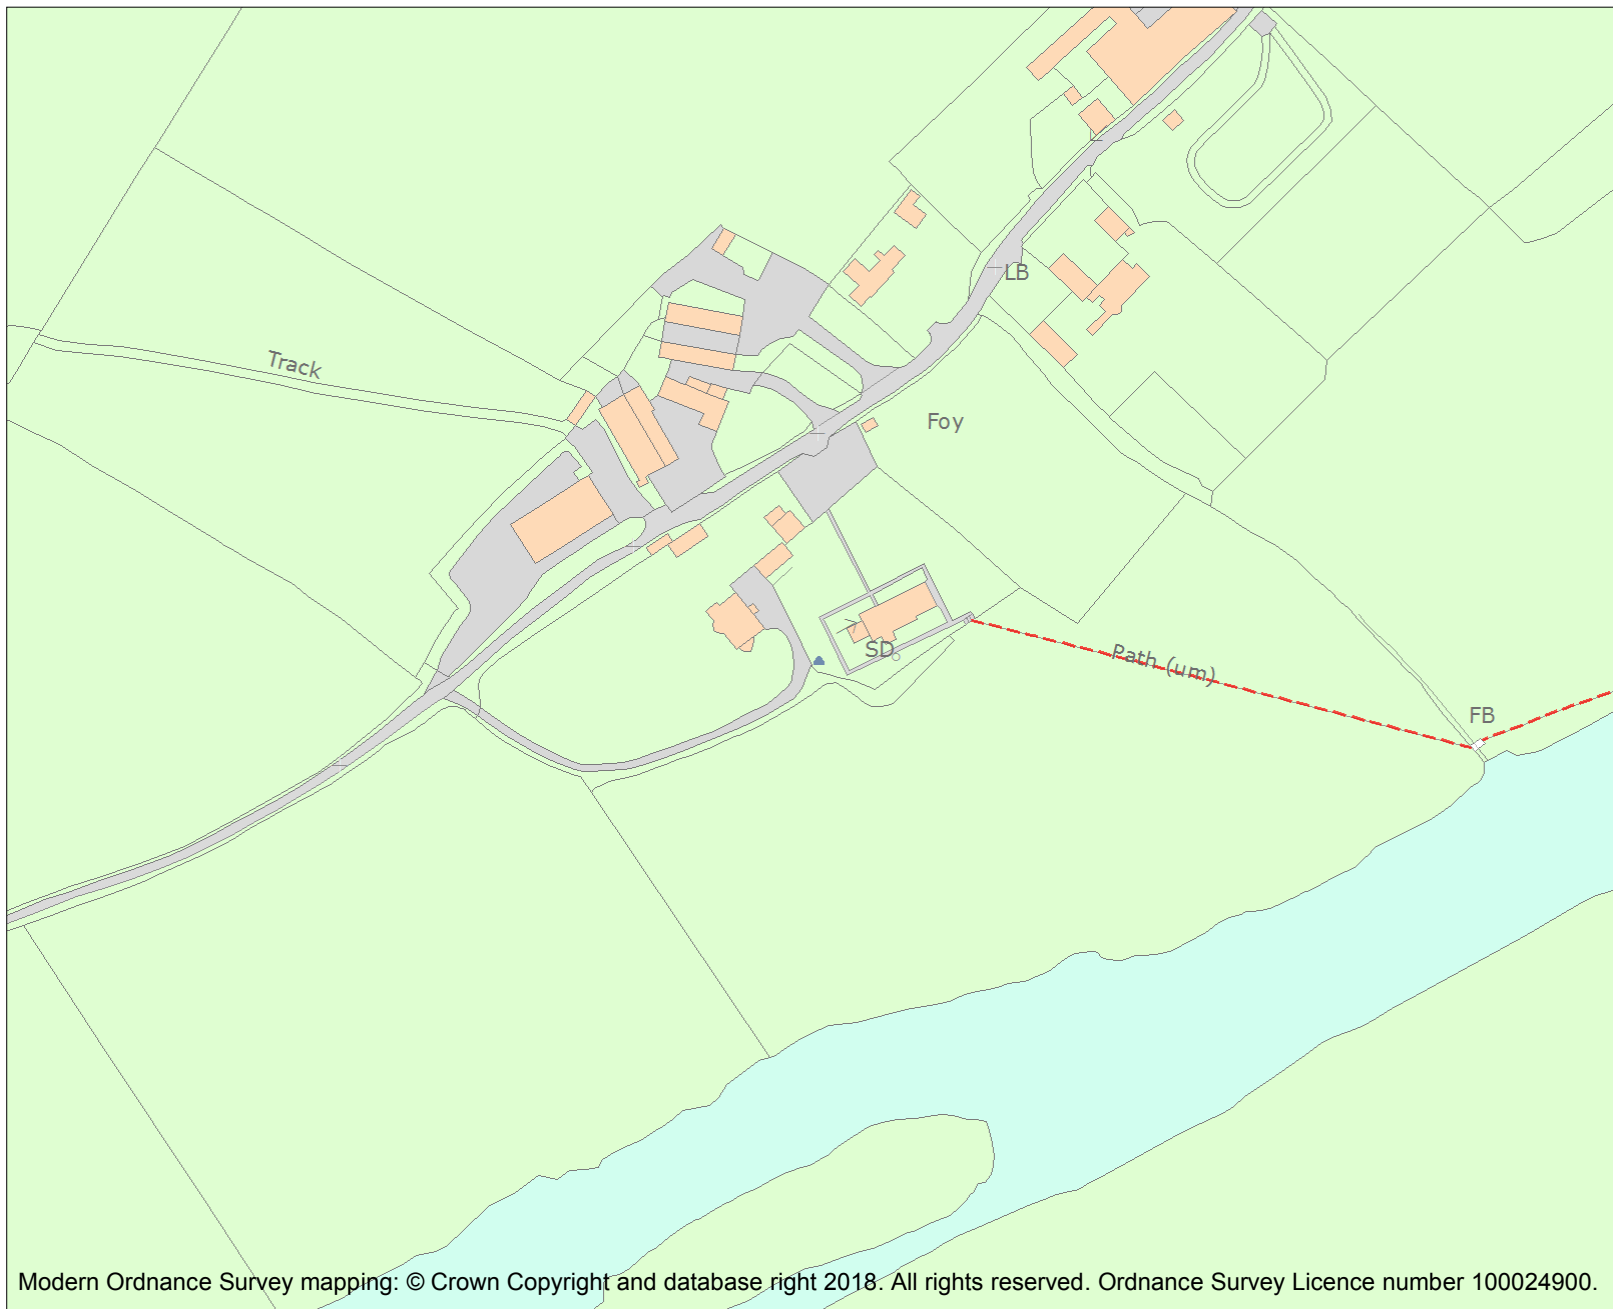 LB
Track
Foy
SD
Path (um)
FB
Modern Ordnance Survey mapping: © Crown Copyright and database right 2018. All rights reserved. Ordnance Survey Licence number 100024900.